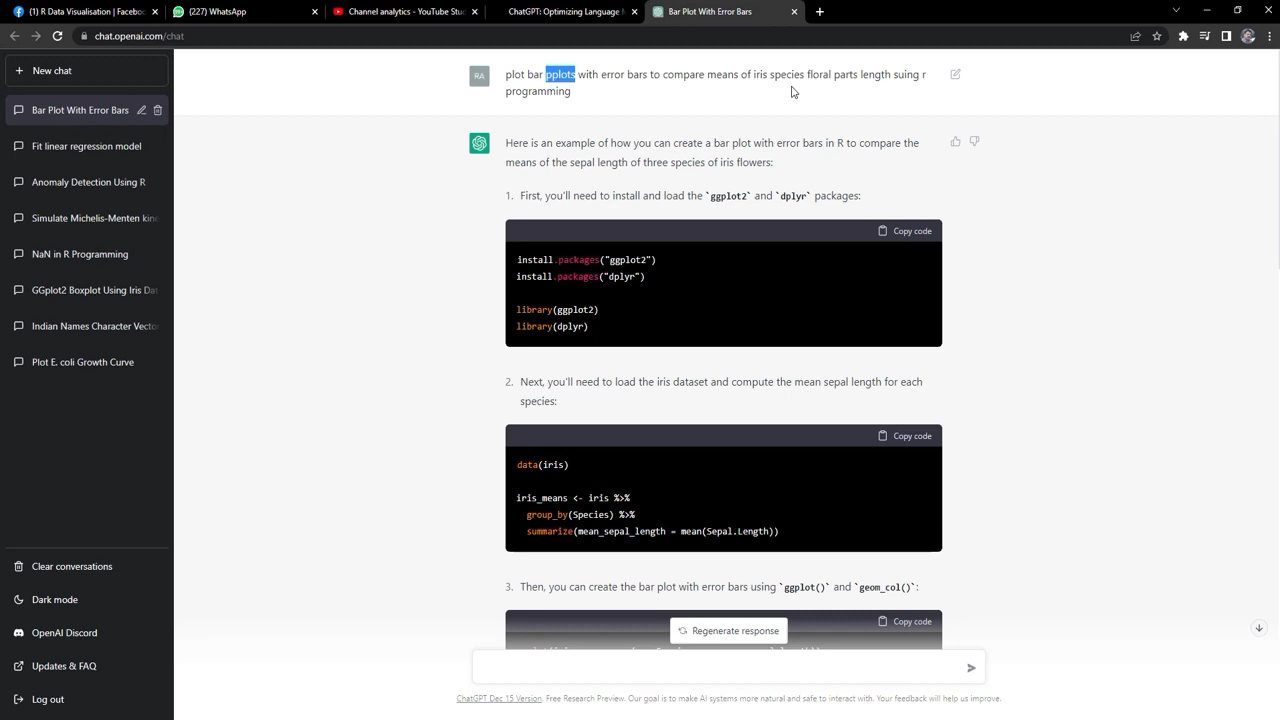 (1) R Data Visualisation | Faceboo
(227) WhatsApp
Channel analytics - YouTube Stu
ChatGPT: Optimizing Language M
Bar Plot With Error Bars
chat.openai.com/chat
New chat
Bar Plot With Error Bars
Fit linear regression model
Anomaly Detection Using R
Simulate Michelis-Menten kin
NaN in R Programming
GGplot2 Boxplot Using Iris Dat
Indian Names Character Vecto
Plot E. coli Growth Curve
Clear conversations
Dark mode
OpenAI Discord
Updates & FAQ
Log out
RA
plot bar pplots with error bars to compare means of iris species floral parts length suing r
programming
Here is an example of how you can create a bar plot with error bars in R to compare the
means of the sepal length of three species of iris flowers:
1. First, you'll need to install and load the `ggplot2` and `dplyr` packages:
Copy code
install.packages("ggplot2")
install.packages("dplyr")
library(ggplot2)
library(dplyr)
2. Next, you'll need to load the iris dataset and compute the mean sepal length for each
species:
Copy code
data(iris)
iris_means <- iris %>%
group_by(Species) %>%
summarize(mean_sepal_length = mean(Sepal.Length))
3. Then, you can create the bar plot with error bars using `ggplot()` and `geom_col()`:
Copy code
Regenerate response
ChatGPT Dec 15 Version. Free Research Preview. Our goal is to make AI systems more natural and safe to interact with. Your feedback will help us improve.